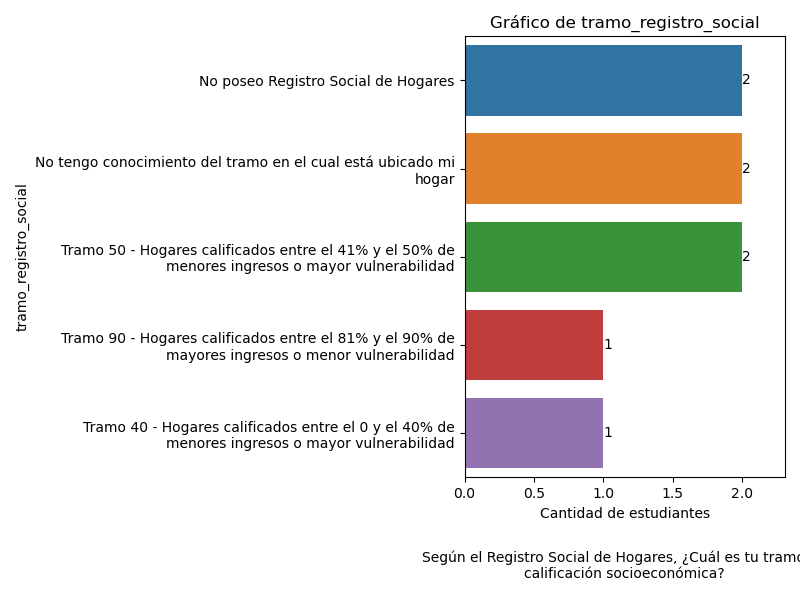 Gráfico de tramo_registro_social
tramo_registro_social
No poseo Registro Social de Hogares
2
No tengo conocimiento del tramo en el cual está ubicado mi
hogar
2
Tramo 50 - Hogares calificados entre el 41% y el 50% de
menores ingresos o mayor vulnerabilidad
2
Tramo 90 - Hogares calificados entre el 81% y el 90% de
mayores ingresos o menor vulnerabilidad
1
Tramo 40 - Hogares calificados entre el 0 y el 40% de
menores ingresos o mayor vulnerabilidad
1
0.0 0.5 1.0 1.5 2.0
Cantidad de estudiantes
Según el Registro Social de Hogares, ¿Cuál es tu tramo
calificación socioeconómica?